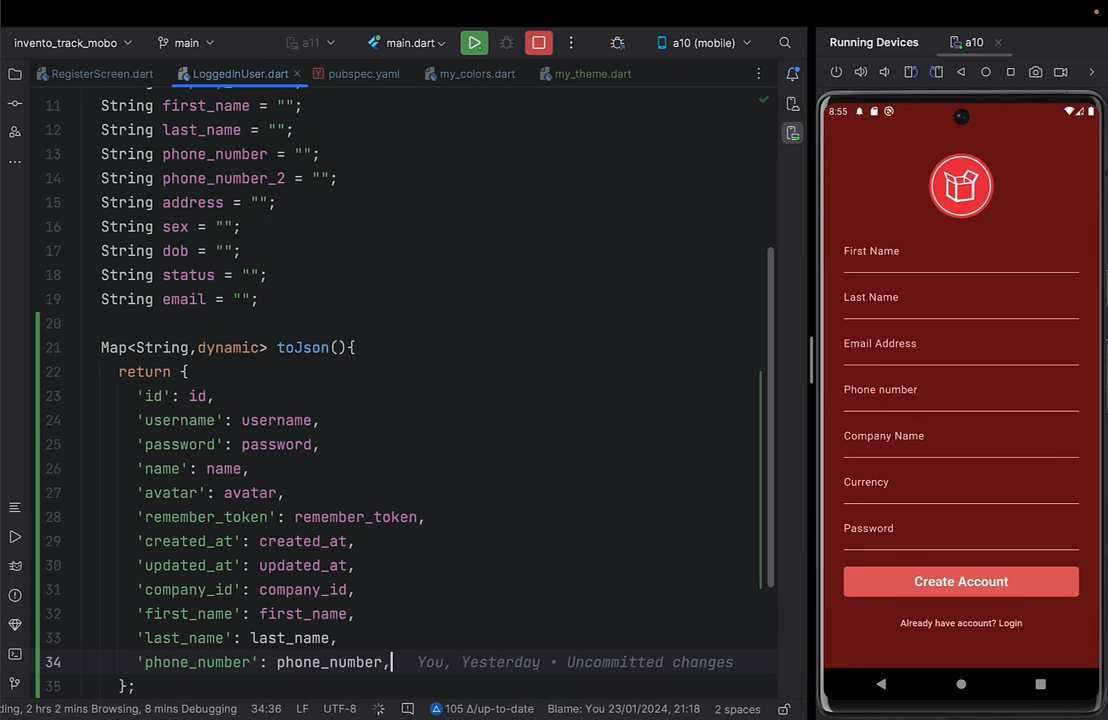 invento_track_mobo
main
a11
main.dart
a10 (mobile)
Running Devices
a10
RegisterScreen.dart
LoggedInUser.dart
pubspec.yaml
my_colors.dart
my_theme.dart
11 String first_name = "";
12 String last_name = "";
13 String phone_number = "";
14 String phone_number_2 = "";
15 String address = "";
16 String sex = "";
17 String dob = "";
18 String status = "";
19 String email = "";
20
21 Map<String,dynamic> toJson(){
22 return {
23 'id': id,
24 'username': username,
25 'password': password,
26 'name': name,
27 'avatar': avatar,
28 'remember_token': remember_token,
29 'created_at': created_at,
30 'updated_at': updated_at,
31 'company_id': company_id,
32 'first_name': first_name,
33 'last_name': last_name,
34 'phone_number': phone_number, You, Yesterday • Uncommitted changes
35 };
ding, 2 hrs 2 mins Browsing, 8 mins Debugging
34:36
LF
UTF-8
105 Δ/up-to-date
Blame: You 23/01/2024, 21:18
2 spaces
8:55
First Name
Last Name
Email Address
Phone number
Company Name
Currency
Password
Create Account
Already have account? Login